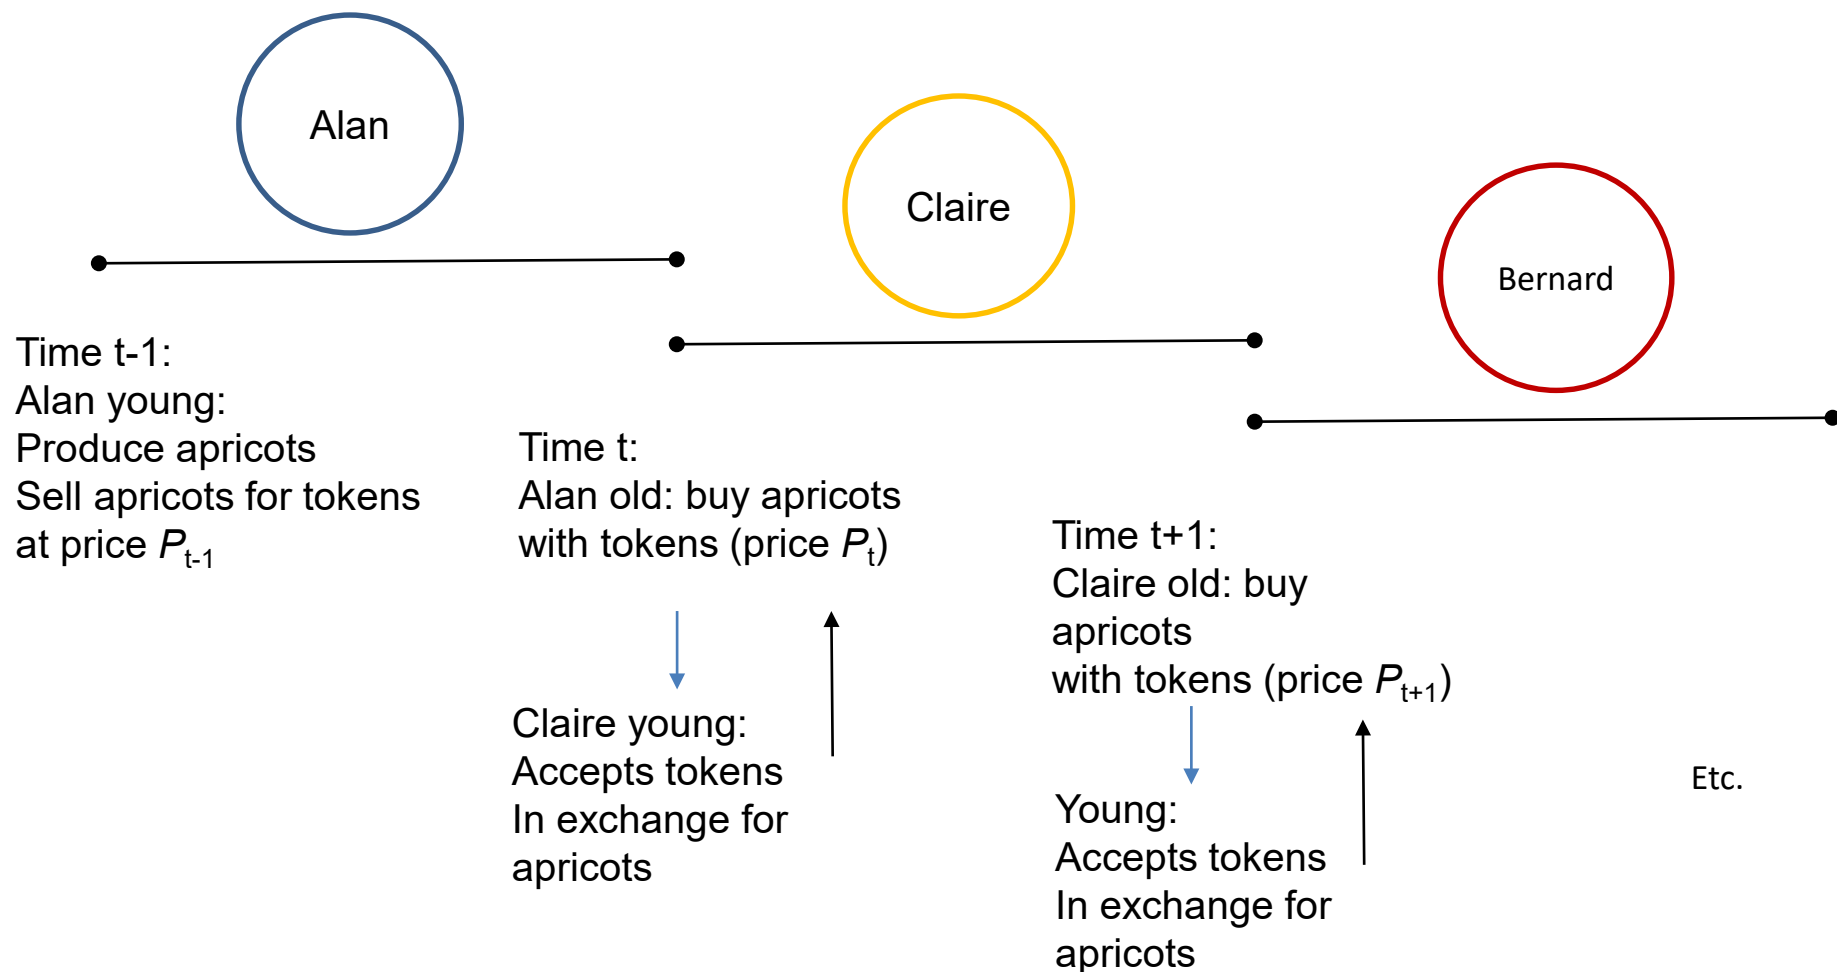 Alan
Claire
Bernard
Time t-1:
Alan young:
Produce apricots
Sell apricots for tokens
at price Pt-1
Time t:
Alan old: buy apricots
with tokens (price Pt)
Claire young:
Accepts tokens
In exchange for
apricots
Time t+1:
Claire old: buy
apricots
with tokens (price Pt+1)
Young:
Accepts tokens
In exchange for
apricots
Etc.